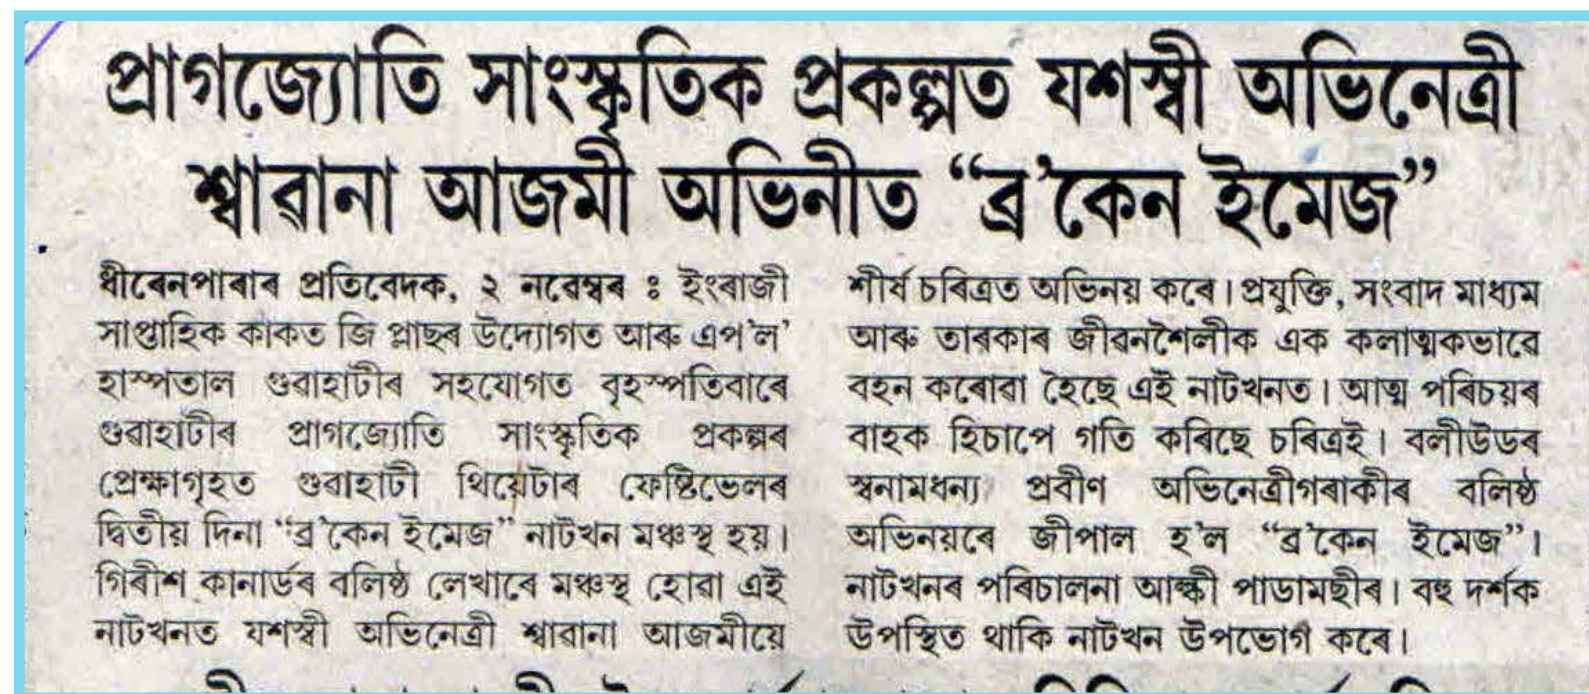 প্ৰাগজ্যোতি সাংস্কৃতিক প্ৰকল্পত যশস্বী অভিনেত্ৰী
শ্বাৱানা আজমী অভিনীত “ব্ৰ'কেন ইমেজ”
ধীৰেনপাৰাৰ প্ৰতিবেদক, ২ নৱেম্বৰ ঃ ইংৰাজী
সাপ্তাহিক কাকত জি প্লাছৰ উদ্যোগত আৰু এপ'ল'
হাস্পতাল গুৱাহাটীৰ সহযোগত বৃহস্পতিবাৰে
গুৱাহাটীৰ প্ৰাগজ্যোতি সাংস্কৃতিক প্ৰকল্পৰ
প্ৰেক্ষাগৃহত গুৱাহাটী থিয়েটাৰ ফেষ্টিভেলৰ
দ্বিতীয় দিনা “ব্ৰ'কেন ইমেজ” নাটখন মঞ্চস্থ হয়।
গিৰীশ কানাৰ্ডৰ বলিষ্ঠ লেখাৰে মঞ্চস্থ হোৱা এই
নাটখনত যশস্বী অভিনেত্ৰী শ্বাৱানা আজমীয়ে
শীৰ্ষ চৰিত্ৰত অভিনয় কৰে। প্ৰযুক্তি, সংবাদ মাধ্যম
আৰু তাৰকাৰ জীৱনশৈলীক এক কলাত্মকভাৱে
বহন কৰোৱা হৈছে এই নাটখনত। আত্ম পৰিচয়ৰ
বাহক হিচাপে গতি কৰিছে চৰিত্ৰই। বলীউডৰ
স্বনামধন্য প্ৰবীণ অভিনেত্ৰীগৰাকীৰ বলিষ্ঠ
অভিনয়ৰে জীপাল হ'ল “ব্ৰ'কেন ইমেজ”।
নাটখনৰ পৰিচালনা আল্কী পাডামছীৰ। বহু দৰ্শক
উপস্থিত থাকি নাটখন উপভোগ কৰে।